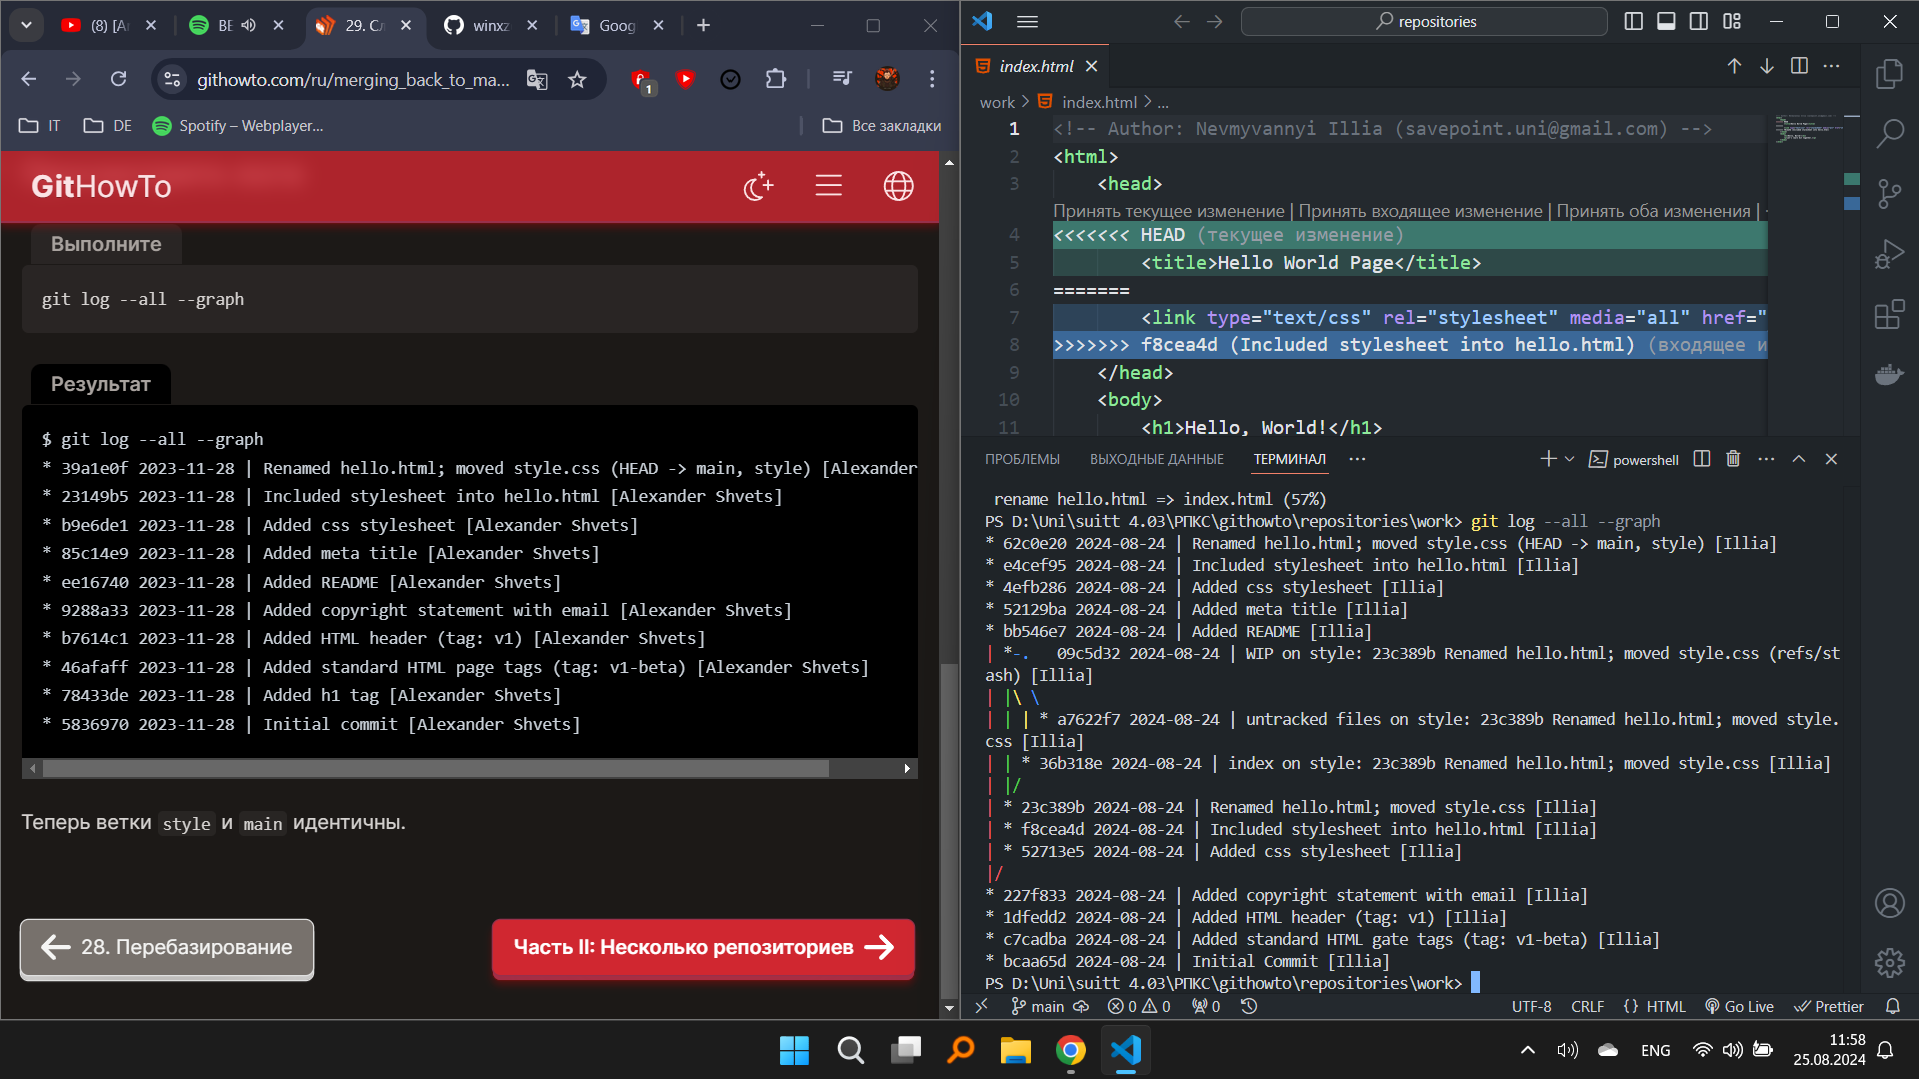 (8) [Ar
BE
29. Сл
winxz
Goog
githowto.com/ru/merging_back_to_ma...
1
IT
DE
Spotify – Webplayer...
Все закладки
GitHowTo
Выполните
git log --all --graph
Результат
$ git log --all --graph
* 39a1e0f 2023-11-28 | Renamed hello.html; moved style.css (HEAD -> main, style) [Alexander
* 23149b5 2023-11-28 | Included stylesheet into hello.html [Alexander Shvets]
* b9e6de1 2023-11-28 | Added css stylesheet [Alexander Shvets]
* 85c14e9 2023-11-28 | Added meta title [Alexander Shvets]
* ee16740 2023-11-28 | Added README [Alexander Shvets]
* 9288a33 2023-11-28 | Added copyright statement with email [Alexander Shvets]
* b7614c1 2023-11-28 | Added HTML header (tag: v1) [Alexander Shvets]
* 46afaff 2023-11-28 | Added standard HTML page tags (tag: v1-beta) [Alexander Shvets]
* 78433de 2023-11-28 | Added h1 tag [Alexander Shvets]
* 5836970 2023-11-28 | Initial commit [Alexander Shvets]
Теперь ветки style и main идентичны.
28. Перебазирование
Часть II: Несколько репозиториев
repositories
index.html
work > index.html > ...
1 <!-- Author: Nevmyvannyi Illia (savepoint.uni@gmail.com) -->
2 <html>
3 <head>
Принять текущее изменение | Принять входящее изменение | Принять оба изменения |
4 <<<<<<< HEAD (текущее изменение)
5 <title>Hello World Page</title>
6 =======
7 <link type="text/css" rel="stylesheet" media="all" href="
8 >>>>>>> f8cea4d (Included stylesheet into hello.html) (входящее и
9 </head>
10 <body>
11 <h1>Hello, World!</h1>
ПРОБЛЕМЫ
ВЫХОДНЫЕ ДАННЫЕ
ТЕРМИНАЛ
powershell
rename hello.html => index.html (57%)
PS D:\Uni\suitt 4.03\РПКС\githowto\repositories\work> git log --all --graph
* 62c0e20 2024-08-24 | Renamed hello.html; moved style.css (HEAD -> main, style) [Illia]
* e4cef95 2024-08-24 | Included stylesheet into hello.html [Illia]
* 4efb286 2024-08-24 | Added css stylesheet [Illia]
* 52129ba 2024-08-24 | Added meta title [Illia]
* bb546e7 2024-08-24 | Added README [Illia]
| *-.   09c5d32 2024-08-24 | WIP on style: 23c389b Renamed hello.html; moved style.css (refs/st
ash) [Illia]
| |\ \
| | | * a7622f7 2024-08-24 | untracked files on style: 23c389b Renamed hello.html; moved style.
css [Illia]
| | * 36b318e 2024-08-24 | index on style: 23c389b Renamed hello.html; moved style.css [Illia]
| |/
| * 23c389b 2024-08-24 | Renamed hello.html; moved style.css [Illia]
| * f8cea4d 2024-08-24 | Included stylesheet into hello.html [Illia]
| * 52713e5 2024-08-24 | Added css stylesheet [Illia]
|/
* 227f833 2024-08-24 | Added copyright statement with email [Illia]
* 1dfedd2 2024-08-24 | Added HTML header (tag: v1) [Illia]
* c7cadba 2024-08-24 | Added standard HTML gate tags (tag: v1-beta) [Illia]
* bcaa65d 2024-08-24 | Initial Commit [Illia]
PS D:\Uni\suitt 4.03\РПКС\githowto\repositories\work>
main
0
0
0
UTF-8
CRLF
{ } HTML
Go Live
Prettier
ENG
11:58
25.08.2024